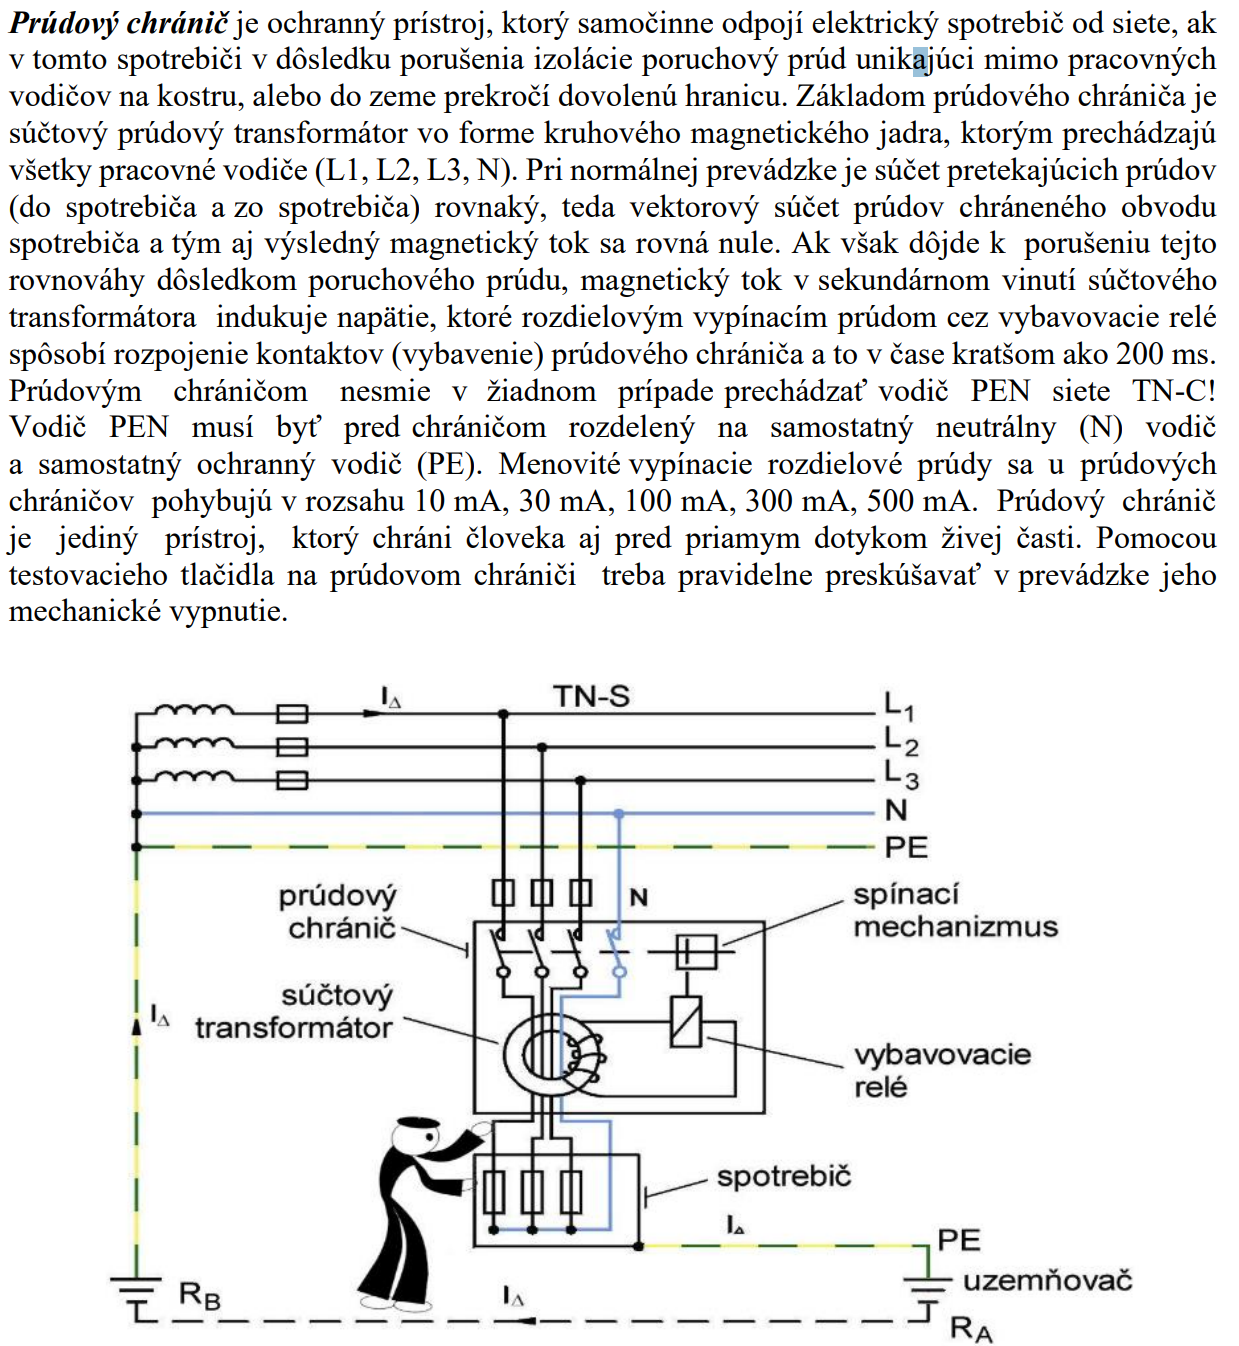 Prúdový chránič je ochranný prístroj, ktorý samočinne odpojí elektrický spotrebič od siete, ak
v tomto spotrebiči v dôsledku porušenia izolácie poruchový prúd unikajúci mimo pracovných
vodičov na kostru, alebo do zeme prekročí dovolenú hranicu. Základom prúdového chrániča je
súčtový prúdový transformátor vo forme kruhového magnetického jadra, ktorým prechádzajú
všetky pracovné vodiče (L1, L2, L3, N). Pri normálnej prevádzke je súčet pretekajúcich prúdov
(do spotrebiča a zo spotrebiča) rovnaký, teda vektorový súčet prúdov chráneného obvodu
spotrebiča a tým aj výsledný magnetický tok sa rovná nule. Ak však dôjde k porušeniu tejto
rovnováhy dôsledkom poruchového prúdu, magnetický tok v sekundárnom vinutí súčtového
transformátora indukuje napätie, ktoré rozdielovým vypínacím prúdom cez vybavovacie relé
spôsobí rozpojenie kontaktov (vybavenie) prúdového chrániča a to v čase kratšom ako 200 ms.
Prúdovým chráničom nesmie v žiadnom prípade prechádzať vodič PEN siete TN-C!
Vodič PEN musí byť pred chráničom rozdelený na samostatný neutrálny (N) vodič
a samostatný ochranný vodič (PE). Menovité vypínacie rozdielové prúdy sa u prúdových
chráničov pohybujú v rozsahu 10 mA, 30 mA, 100 mA, 300 mA, 500 mA. Prúdový chránič
je jediný prístroj, ktorý chráni človeka aj pred priamym dotykom živej časti. Pomocou
testovacieho tlačidla na prúdovom chrániči treba pravidelne preskúšavať v prevádzke jeho
mechanické vypnutie.
I∆
TN-S
L1
L2
L3
N
PE
prúdový
chránič
N
spínací
mechanizmus
súčtový
transformátor
I∆
vybavovacie
relé
spotrebič
I∆
PE
uzemňovač
RB
I∆
RA